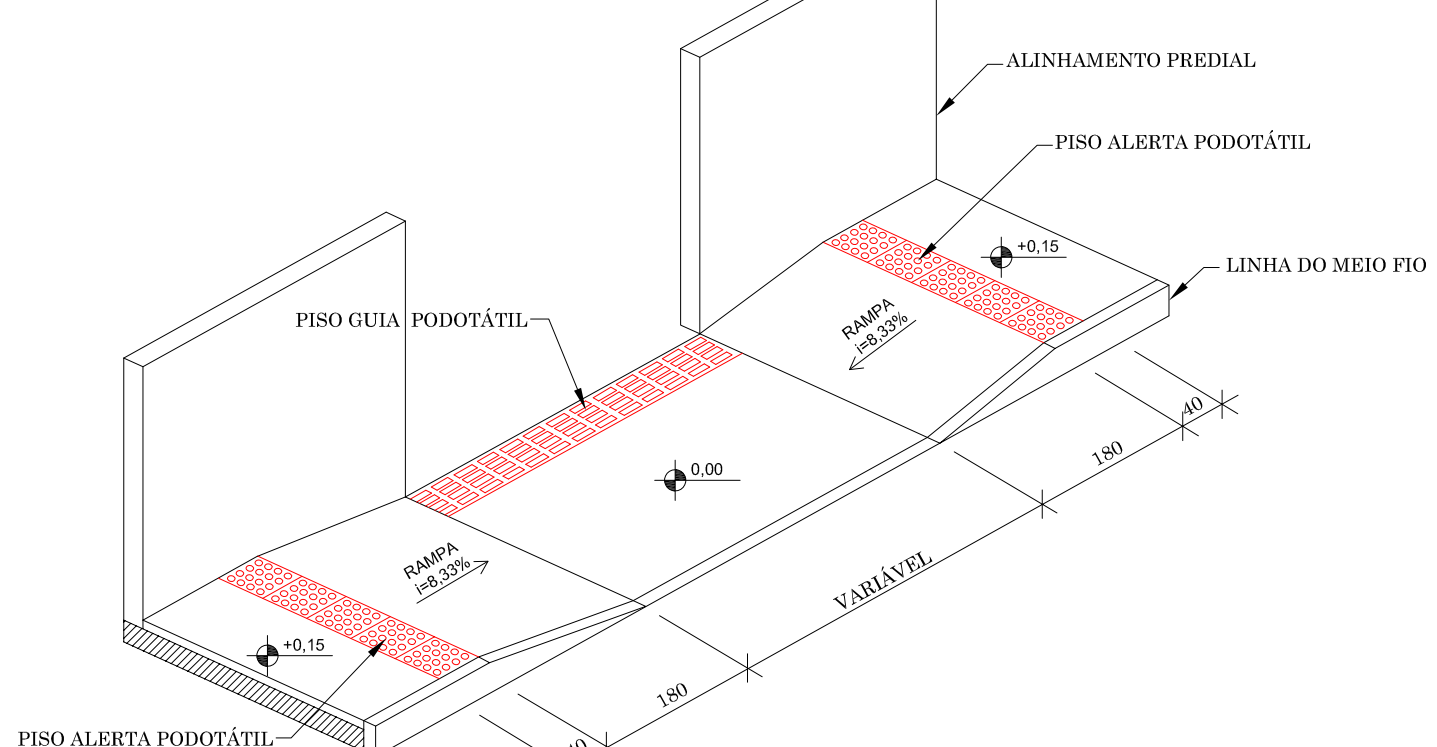 ALINHAMENTO PREDIAL
PISO ALERTA PODOTÁTIL
+0,15
LINHA DO MEIO FIO
PISO GUIA PODOTÁTIL
RAMPA
i=8,33%
40
180
0,00
VARIÁVEL
RAMPA
i=8,33%
+0,15
180
PISO ALERTA PODOTÁTIL